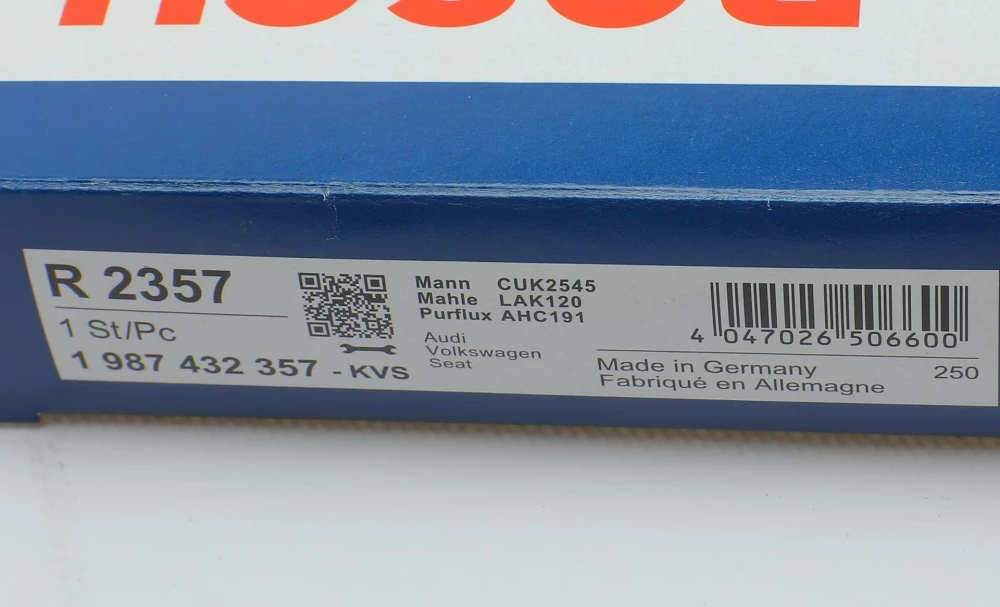 BOSCH
R 2357
1 St/Pc
1 987 432 357 - KVS
Mann CUK2545
Mahle LAK120
Purflux AHC191
Audi
Volkswagen
Seat
4 047026 506600
Made in Germany
Fabriqué en Allemagne
250